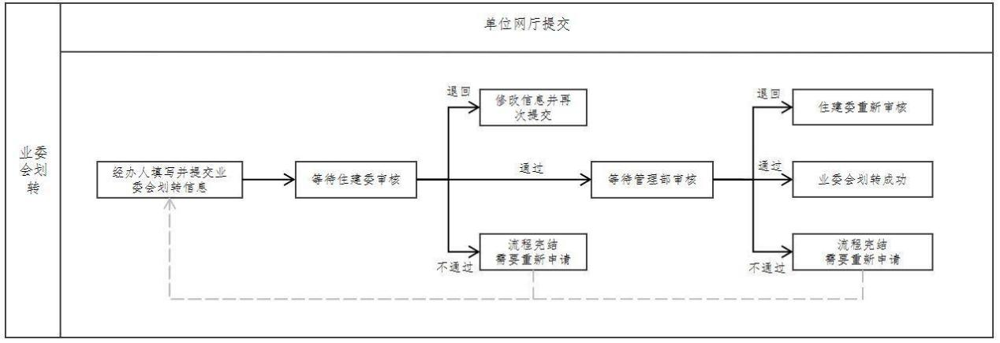 单位网厅提交
业委
会划
转
经办人填写并提交业
委会划转信息
等待住建委审核
退回
修改信息并再
次提交
通过
不通过
流程完结
需要重新申请
等待管理部审核
退回
住建委重新审核
通过
业委会划转成功
不通过
流程完结
需要重新申请